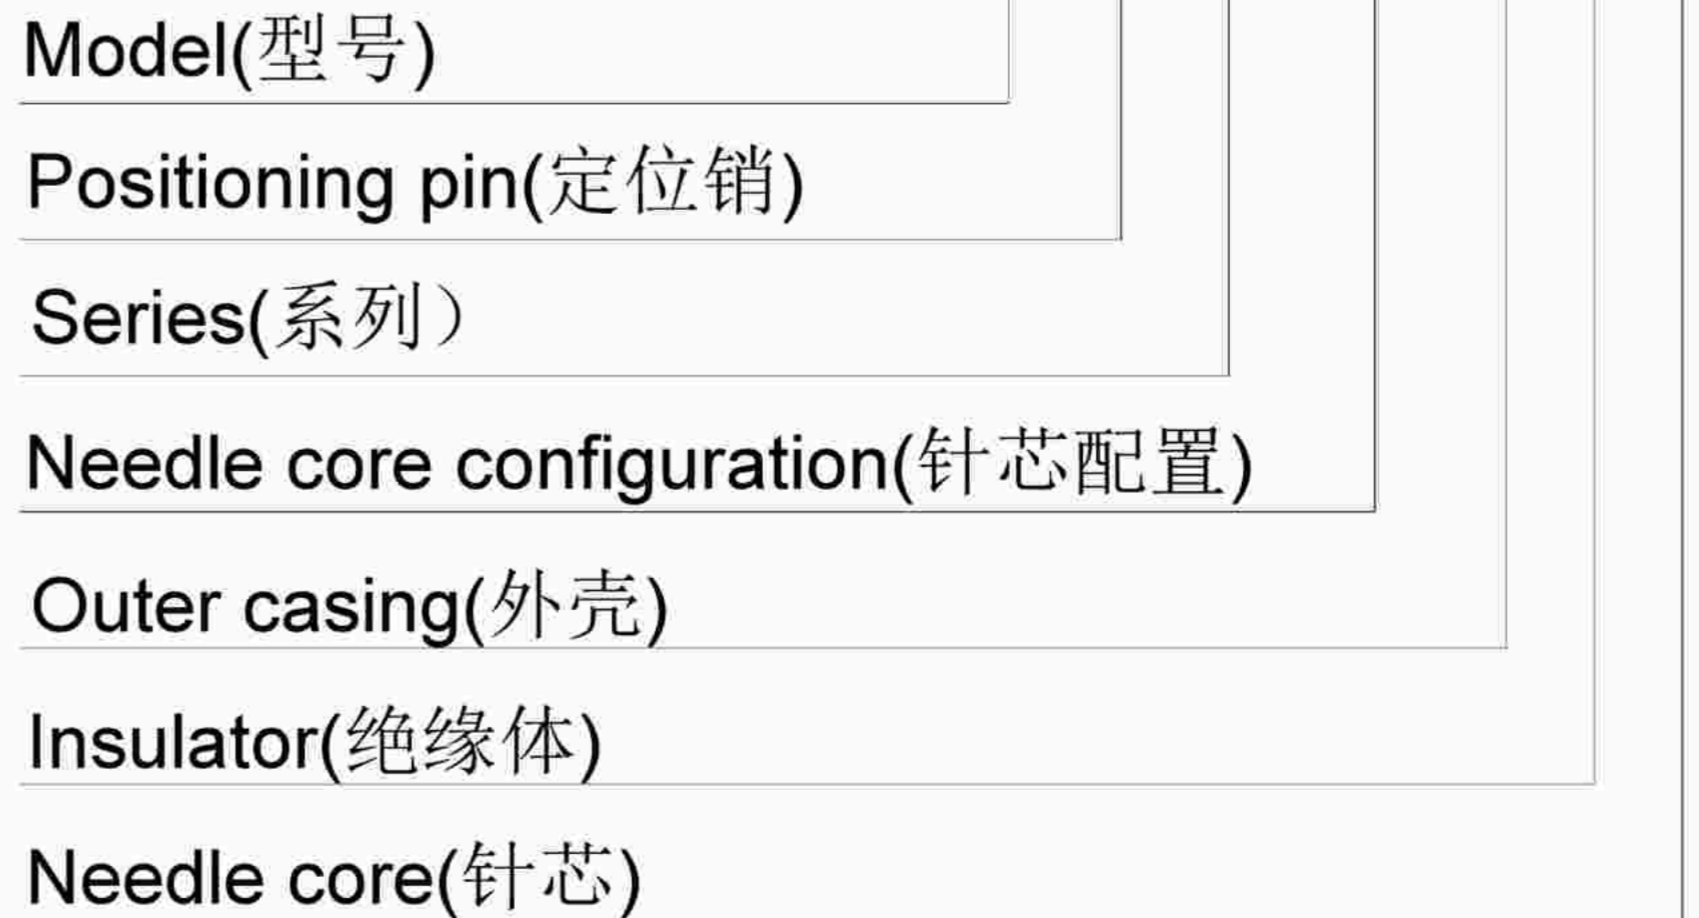 Model(型号)
Positioning pin(定位销)
Series(系列）
Needle core configuration(针芯配置)
Outer casing(外壳)
Insulator(绝缘体)
Needle core(针芯)